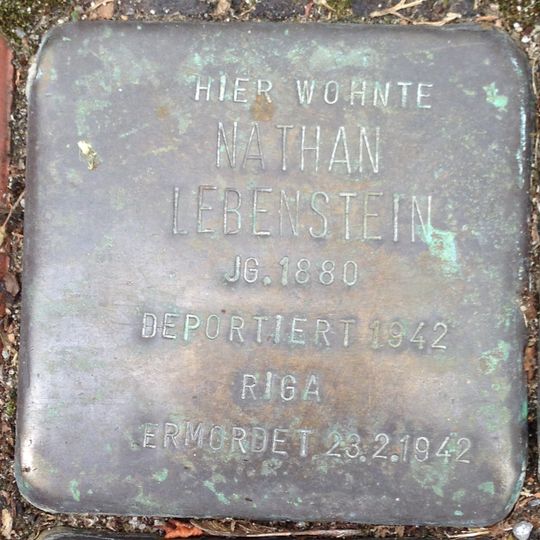 HIER WOHNTE
NATHAN
LEBENSTEIN
JG.1880
DEPORTIERT 1942
RIGA
ERMORDET 23.2.1942